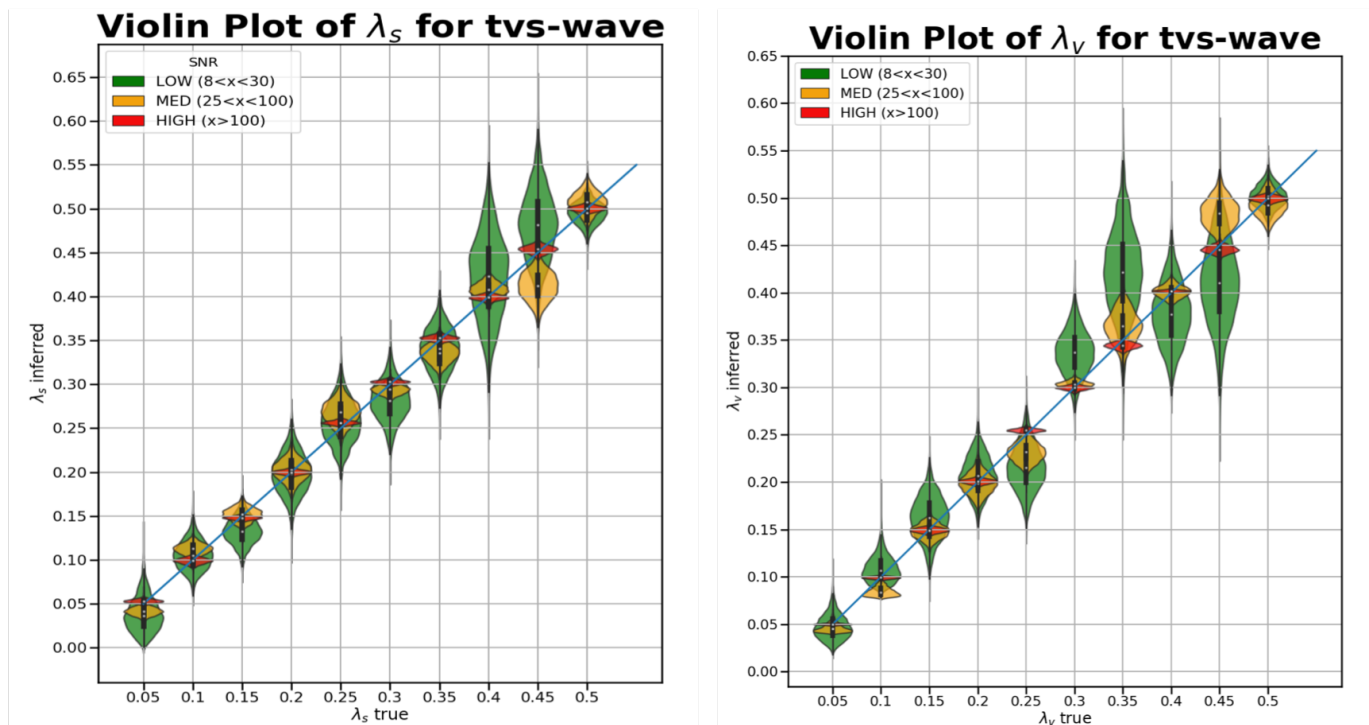 Violin Plot of λs for tvs-wave
SNR
LOW (8<x<30)
MED (25<x<100)
HIGH (x>100)
λs inferred
0.65
0.60
0.55
0.50
0.45
0.40
0.35
0.30
0.25
0.20
0.15
0.10
0.05
0.00
0.05 0.1 0.15 0.2 0.25 0.3 0.35 0.4 0.45 0.5
λs true
Violin Plot of λv for tvs-wave
LOW (8<x<30)
MED (25<x<100)
HIGH (x>100)
λv inferred
0.65
0.60
0.55
0.50
0.45
0.40
0.35
0.30
0.25
0.20
0.15
0.10
0.05
0.00
0.05 0.1 0.15 0.2 0.25 0.3 0.35 0.4 0.45 0.5
λv true